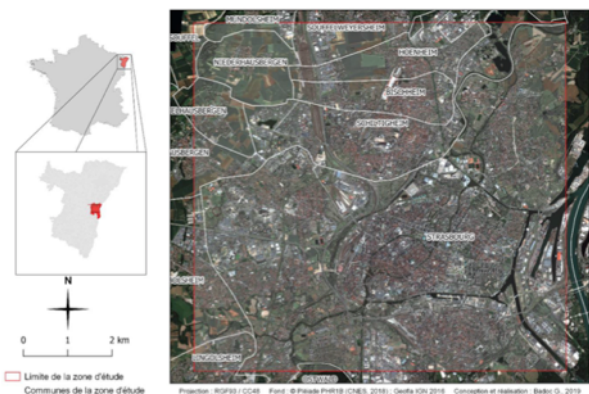 MUNDOLSHEIM
SOUFFELWEYERSHEIM
HOENHEIM
NIEDERHAUSBERGEN
BISCHHEIM
SCHILTIGHEIM
STRASBOURG
LINGOLSHEIM
OSTWALD
N
0 1 2 km
Limite de la zone d'étude
Communes de la zone d'étude
Projection : RGF93 / CC48 Fond : © Pléiade PHR1B (CNES, 2016) ; Geofla IGN 2016 Conception et réalisation : Badoc G., 2019